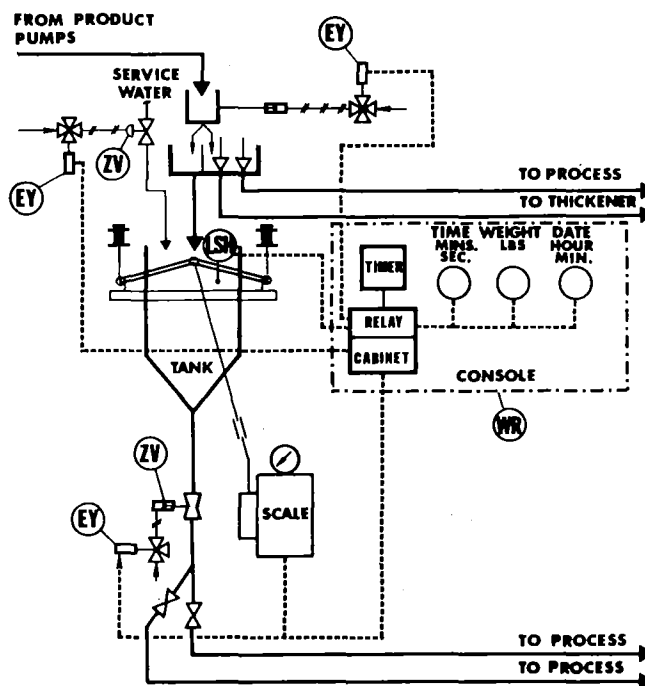 FROM PRODUCT
PUMPS
EY
SERVICE
WATER
ZV
EY
TO PROCESS
TO THICKENER
LSH
TIME
MINS.
SEC.
WEIGHT
LBS
DATE
HOUR
MIN.
TIMER
RELAY
CABINET
CONSOLE
TANK
WR
ZV
EY
SCALE
TO PROCESS
TO PROCESS